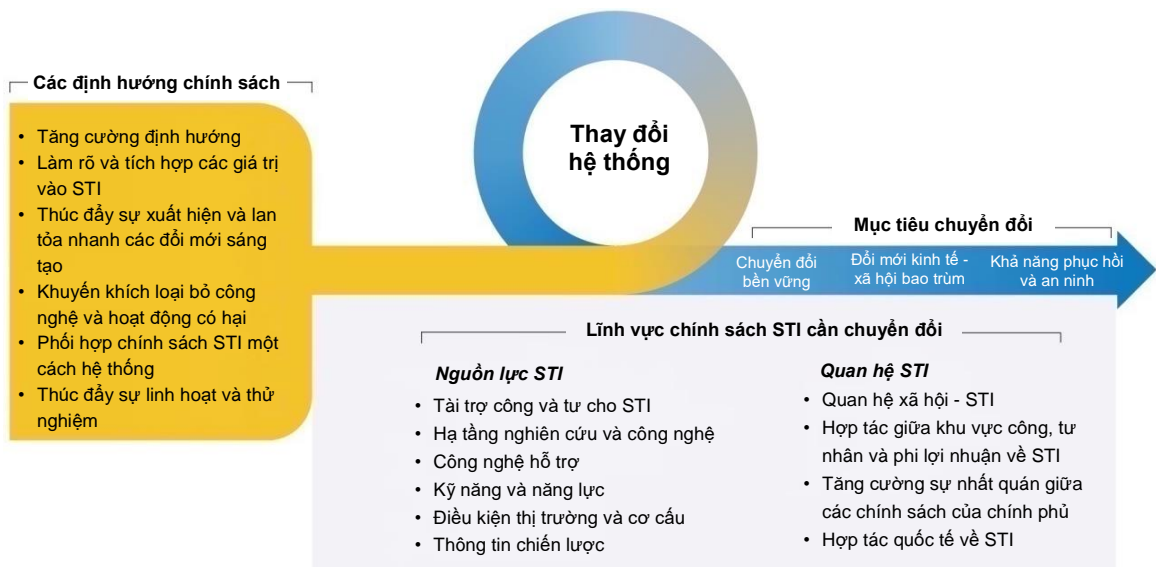 Các định hướng chính sách
• Tăng cường định hướng
• Làm rõ và tích hợp các giá trị
vào STI
• Thúc đẩy sự xuất hiện và lan
tỏa nhanh các đổi mới sáng
tạo
• Khuyến khích loại bỏ công
nghệ và hoạt động có hại
• Phối hợp chính sách STI một
cách hệ thống
• Thúc đẩy sự linh hoạt và thử
nghiệm
Thay đổi
hệ thống
Mục tiêu chuyển đổi
Chuyển đổi
bền vững
Đổi mới kinh tế -
xã hội bao trùm
Khả năng phục hồi
và an ninh
Lĩnh vực chính sách STI cần chuyển đổi
Nguồn lực STI
• Tài trợ công và tư cho STI
• Hạ tầng nghiên cứu và công nghệ
• Công nghệ hỗ trợ
• Kỹ năng và năng lực
• Điều kiện thị trường và cơ cấu
• Thông tin chiến lược
Quan hệ STI
• Quan hệ xã hội - STI
• Hợp tác giữa khu vực công, tư
nhân và phi lợi nhuận về STI
• Tăng cường sự nhất quán giữa
các chính sách của chính phủ
• Hợp tác quốc tế về STI